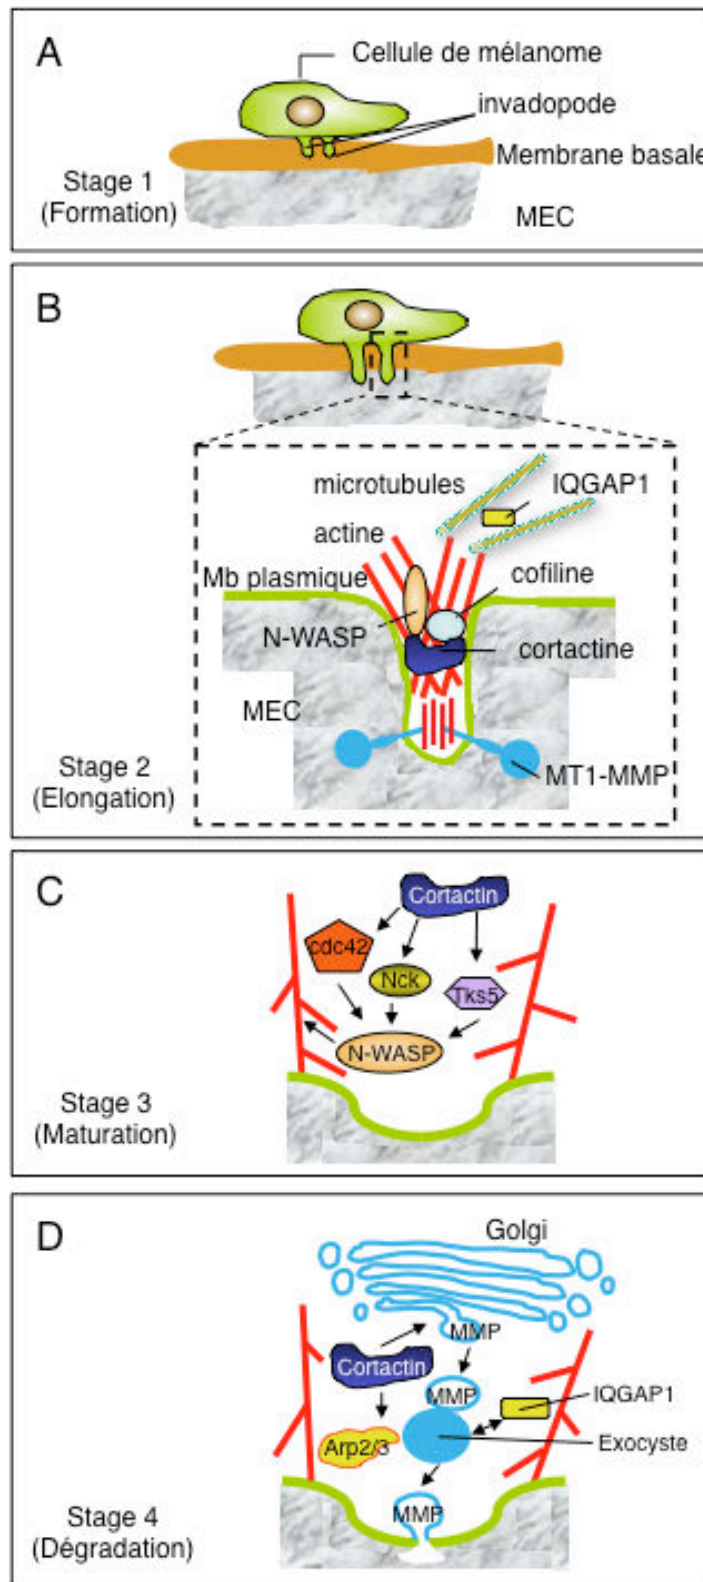 A
Cellule de mélanome
invadopode
Membrane basale
Stage 1
(Formation)
MEC
B
microtubules
IQGAP1
actine
Mb plasmique
cofiline
N-WASP
cortactine
MEC
Stage 2
(Elongation)
MT1-MMP
C
Cortactin
cdc42
Nck
Tks5
N-WASP
Stage 3
(Maturation)
D
Golgi
MMP
Cortactin
MMP
IQGAP1
Arp2/3
Exocyste
MMP
Stage 4
(Dégradation)